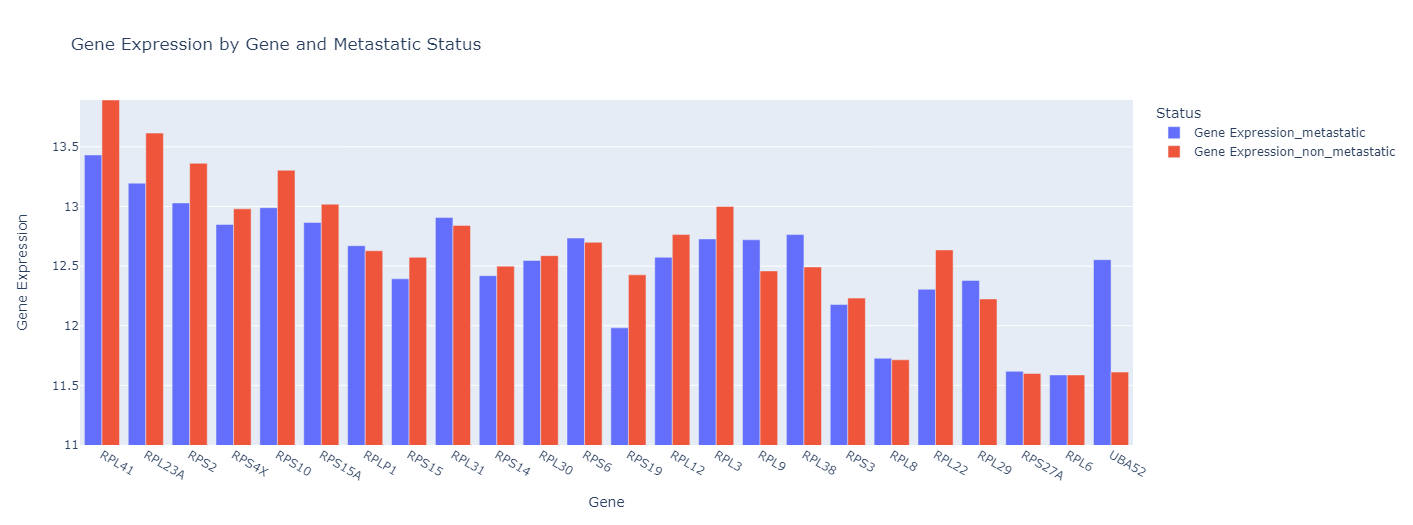 Gene Expression by Gene and Metastatic Status
Status
Gene Expression_metastatic
Gene Expression_non_metastatic
Gene Expression
13.5
13
12.5
12
11.5
11
RPL41
RPL23A
RPS2
RPS4X
RPS10
RPS15A
RPLP1
RPS15
RPL31
RPS14
RPL30
RPS6
RPS19
RPL12
RPL3
RPL9
RPL38
RPS3
RPL8
RPL22
RPL29
RPS27A
RPL6
UBA52
Gene